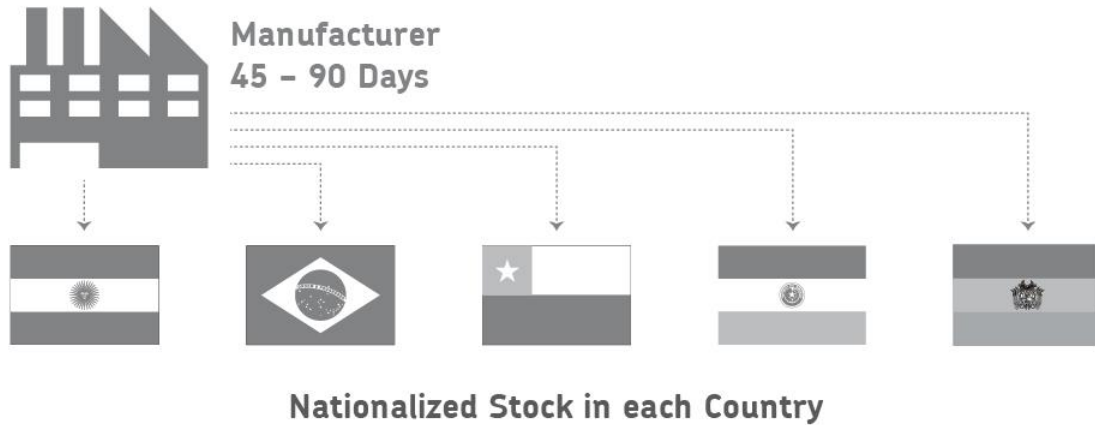 Manufacturer
45 – 90 Days
Nationalized Stock in each Country